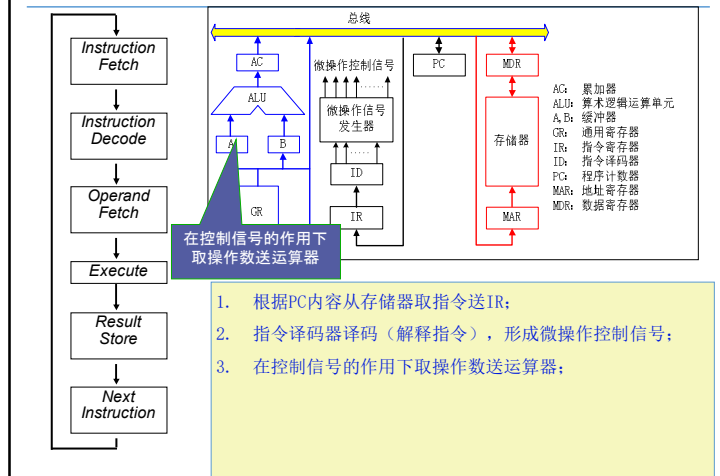 Instruction
Fetch
Instruction
Decode
Operand
Fetch
Execute
Result
Store
Next
Instruction
总线
AC
ALU
A
B
GR
微操作控制信号
......
微操作信号
发生器
......
ID
IR
PC
MDR
存储器
MAR
AC: 累加器
ALU: 算术逻辑运算单元
A,B: 缓冲器
GR: 通用寄存器
IR: 指令寄存器
ID: 指令译码器
PC: 程序计数器
MAR: 地址寄存器
MDR: 数据寄存器
在控制信号的作用下
取操作数送运算器
1. 根据PC内容从存储器取指令送IR;
2. 指令译码器译码（解释指令），形成微操作控制信号；
3. 在控制信号的作用下取操作数送运算器；